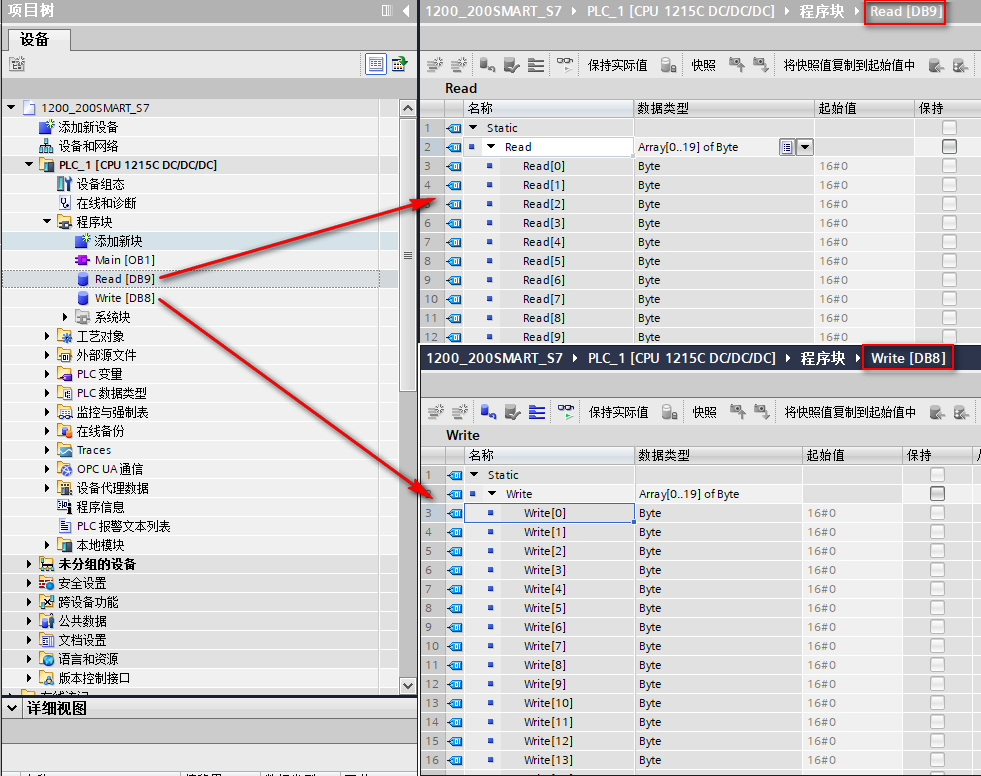 项目树
设备
1200_200SMART_S7
添加新设备
设备和网络
PLC_1 [CPU 1215C DC/DC/DC]
设备组态
在线和诊断
程序块
添加新块
Main [OB1]
Read [DB9]
Write [DB8]
系统块
工艺对象
外部源文件
PLC 变量
PLC 数据类型
监控与强制表
在线备份
Traces
OPC UA 通信
设备代理数据
程序信息
PLC 报警文本列表
本地模块
未分组的设备
安全设置
跨设备功能
公共数据
文档设置
语言和资源
版本控制接口
详细视图
1200_200SMART_S7 PLC_1 [CPU 1215C DC/DC/DC] 程序块 Read [DB9]
保持实际值 快照 将快照值复制到起始值中
Read
名称 数据类型 起始值 保持
1 Static
2 Read Array[0..19] of Byte
3 Read[0] Byte 16#0
4 Read[1] Byte 16#0
Read[2] Byte 16#0
6 Read[3] Byte 16#0
7 Read[4] Byte 16#0
8 Read[5] Byte 16#0
9 Read[6] Byte 16#0
10 Read[7] Byte 16#0
11 Read[8] Byte 16#0
12 Read[9] Byte 16#0
1200_200SMART_S7 PLC_1 [CPU 1215C DC/DC/DC] 程序块 Write [DB8]
保持实际值 快照 将快照值复制到起始值中
Write
名称 数据类型 起始值 保持
1 Static
Write Array[0..19] of Byte
3 Write[0] Byte 16#0
4 Write[1] Byte 16#0
5 Write[2] Byte 16#0
6 Write[3] Byte 16#0
7 Write[4] Byte 16#0
8 Write[5] Byte 16#0
9 Write[6] Byte 16#0
10 Write[7] Byte 16#0
11 Write[8] Byte 16#0
12 Write[9] Byte 16#0
13 Write[10] Byte 16#0
14 Write[11] Byte 16#0
15 Write[12] Byte 16#0
16 Write[13] Byte 16#0